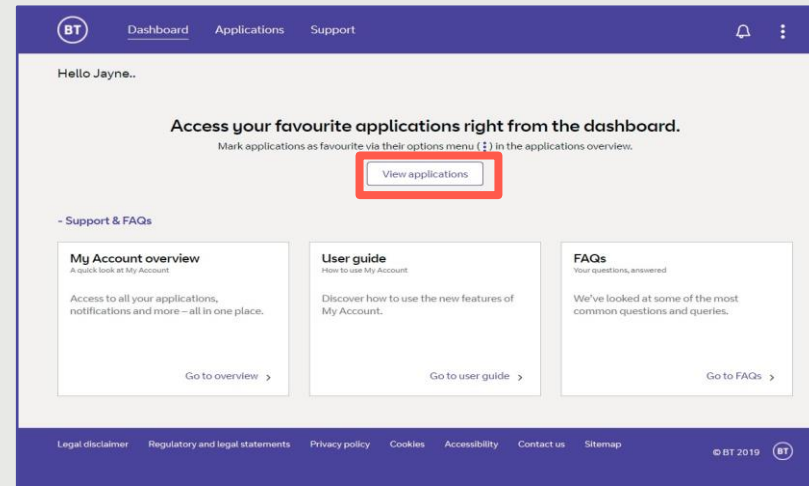 BT Dashboard Applications Support
Hello Jayne..
Access your favourite applications right from the dashboard.
Mark applications as favourite via their options menu (⋮) in the applications overview.
View applications
- Support & FAQs
My Account overview
A quick look at My Account
Access to all your applications,
notifications and more – all in one place.
Go to overview >
User guide
How to use My Account
Discover how to use the new features of
My Account.
Go to user guide >
FAQs
Your questions, answered
We've looked at some of the most
common questions and queries.
Go to FAQs >
Legal disclaimer Regulatory and legal statements Privacy policy Cookies Accessibility Contact us Sitemap
© BT 2019 BT